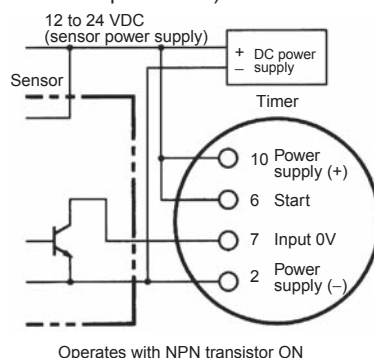 12 to 24 VDC
(sensor power supply)
+ DC power
– supply
Sensor
Timer
10 Power
supply (+)
6 Start
7 Input 0V
2 Power
supply (–)
Operates with NPN transistor ON